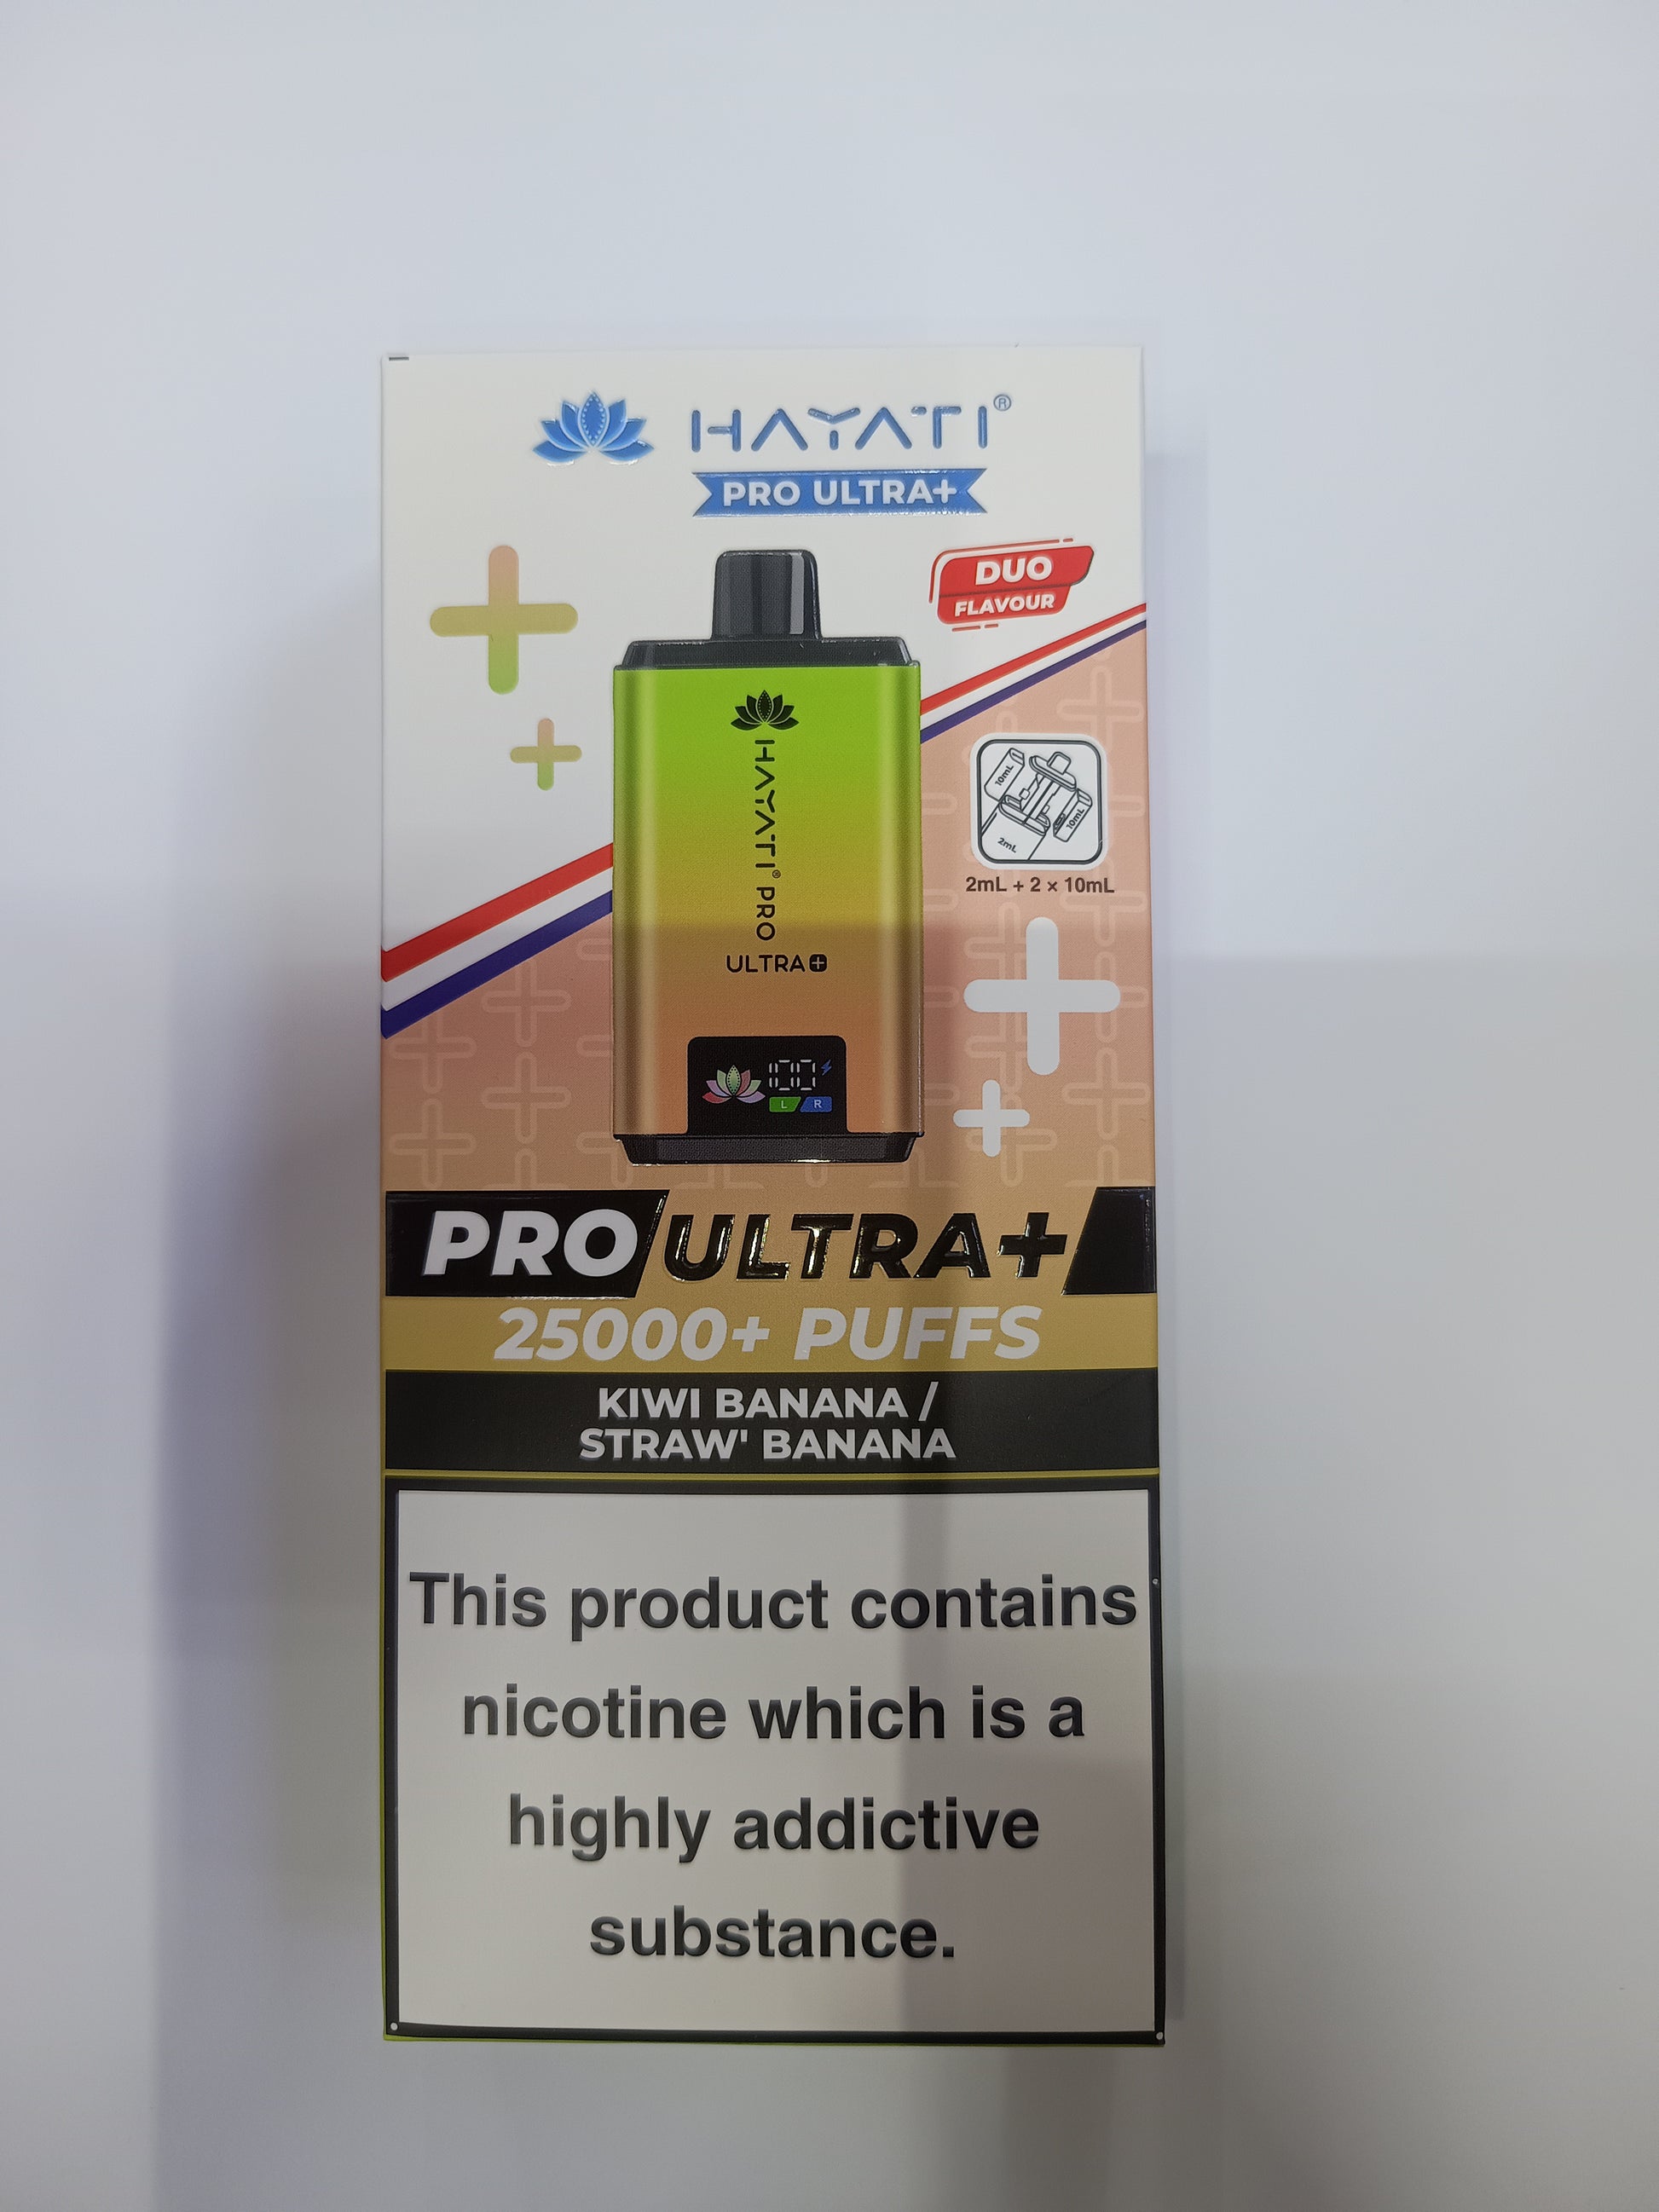 HAYATI®
PRO ULTRA+
DUO
FLAVOUR
HAYATI® PRO
ULTRA+
10mL
10mL
2mL
2mL + 2 × 10mL
100
L R
PRO ULTRA+
25000+ PUFFS
KIWI BANANA /
STRAW' BANANA
This product contains
nicotine which is a
highly addictive
substance.